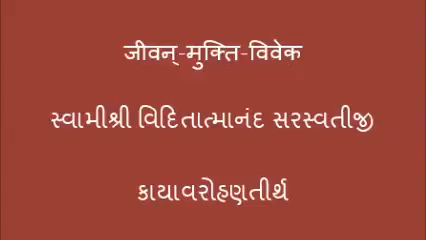 जीवन्-मुक्ति-विवेक
સ્વામીશ્રી વિદિતાત્માનંદ સરસ્વતીજી
કાયાવરોહણતીર્થ